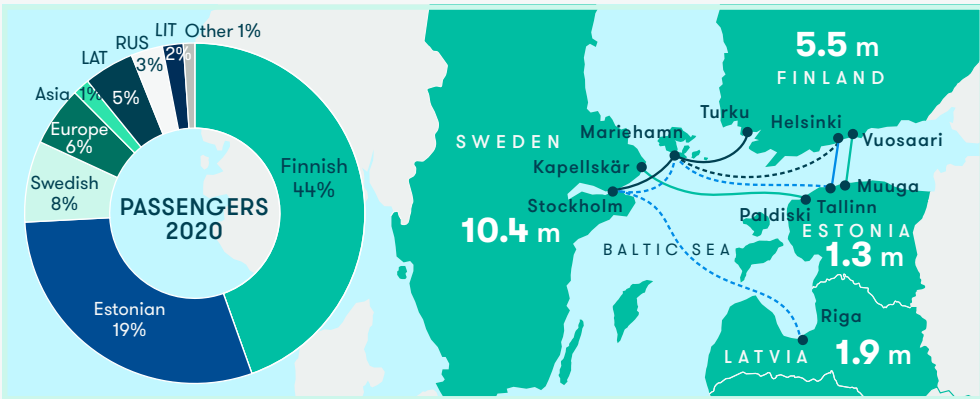 LIT
Other 1%
RUS
2%
3%
LAT
5%
Asia 1%
Europe
6%
Swedish
8%
Finnish
44%
PASSENGERS
2020
Estonian
19%
5.5 m
FINLAND
Turku
Helsinki
Mariehamn
Vuosaari
SWEDEN
Kapellskär
Stockholm
Muuga
Tallinn
Paldiski
10.4 m
ESTONIA
BALTIC SEA
1.3 m
Riga
LATVIA
1.9 m